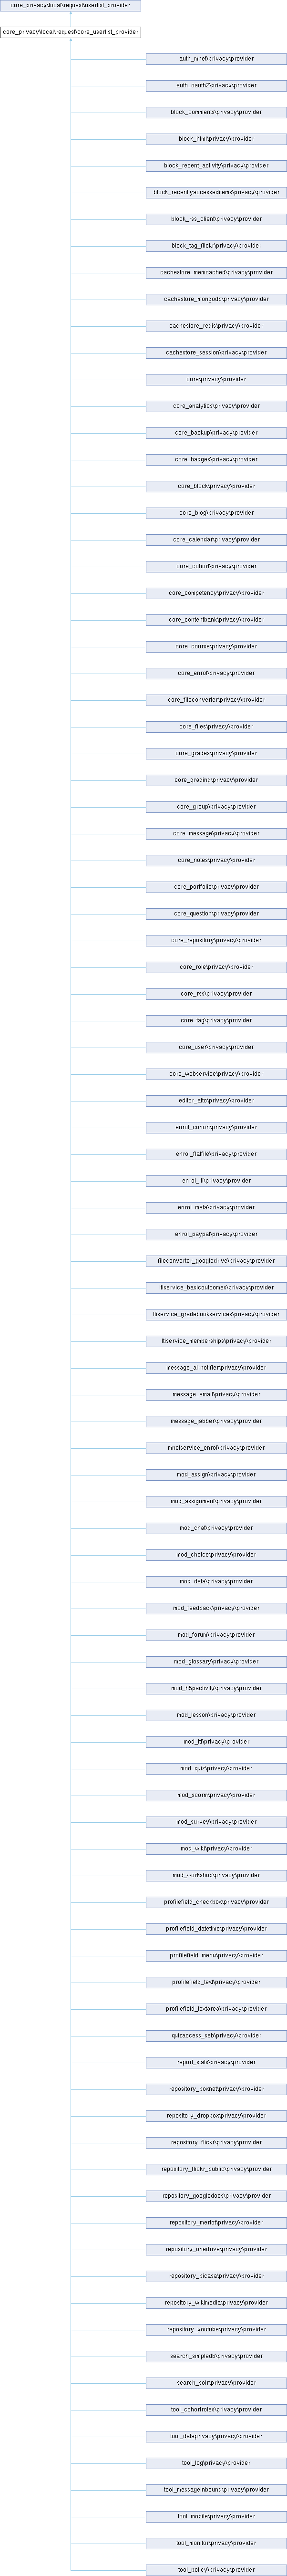 core_privacy\local\request\userlist_provider
core_privacy\local\request\core_userlist_provider
auth_mnet\privacy\provider
auth_oauth2\privacy\provider
block_comments\privacy\provider
block_html\privacy\provider
block_recent_activity\privacy\provider
block_recentlyaccesseditems\privacy\provider
block_rss_client\privacy\provider
block_tag_flickr\privacy\provider
cachestore_memcached\privacy\provider
cachestore_mongodb\privacy\provider
cachestore_redis\privacy\provider
cachestore_session\privacy\provider
core\privacy\provider
core_analytics\privacy\provider
core_backup\privacy\provider
core_badges\privacy\provider
core_block\privacy\provider
core_blog\privacy\provider
core_calendar\privacy\provider
core_cohort\privacy\provider
core_competency\privacy\provider
core_contentbank\privacy\provider
core_course\privacy\provider
core_enrol\privacy\provider
core_fileconverter\privacy\provider
core_files\privacy\provider
core_grades\privacy\provider
core_grading\privacy\provider
core_group\privacy\provider
core_message\privacy\provider
core_notes\privacy\provider
core_portfolio\privacy\provider
core_question\privacy\provider
core_repository\privacy\provider
core_role\privacy\provider
core_rss\privacy\provider
core_tag\privacy\provider
core_user\privacy\provider
core_webservice\privacy\provider
editor_atto\privacy\provider
enrol_cohort\privacy\provider
enrol_flatfile\privacy\provider
enrol_lti\privacy\provider
enrol_meta\privacy\provider
enrol_paypal\privacy\provider
fileconverter_googledrive\privacy\provider
ltiservice_basicoutcomes\privacy\provider
ltiservice_gradebookservices\privacy\provider
ltiservice_memberships\privacy\provider
message_airnotifier\privacy\provider
message_email\privacy\provider
message_jabber\privacy\provider
mnetservice_enrol\privacy\provider
mod_assign\privacy\provider
mod_assignment\privacy\provider
mod_chat\privacy\provider
mod_choice\privacy\provider
mod_data\privacy\provider
mod_feedback\privacy\provider
mod_forum\privacy\provider
mod_glossary\privacy\provider
mod_h5pactivity\privacy\provider
mod_lesson\privacy\provider
mod_lti\privacy\provider
mod_quiz\privacy\provider
mod_scorm\privacy\provider
mod_survey\privacy\provider
mod_wiki\privacy\provider
mod_workshop\privacy\provider
profilefield_checkbox\privacy\provider
profilefield_datetime\privacy\provider
profilefield_menu\privacy\provider
profilefield_text\privacy\provider
profilefield_textarea\privacy\provider
quizaccess_seb\privacy\provider
report_stats\privacy\provider
repository_boxnet\privacy\provider
repository_dropbox\privacy\provider
repository_flickr\privacy\provider
repository_flickr_public\privacy\provider
repository_googledocs\privacy\provider
repository_merlot\privacy\provider
repository_onedrive\privacy\provider
repository_picasa\privacy\provider
repository_wikimedia\privacy\provider
repository_youtube\privacy\provider
search_simpledb\privacy\provider
search_solr\privacy\provider
tool_cohortroles\privacy\provider
tool_dataprivacy\privacy\provider
tool_log\privacy\provider
tool_messageinbound\privacy\provider
tool_mobile\privacy\provider
tool_monitor\privacy\provider
tool_policy\privacy\provider